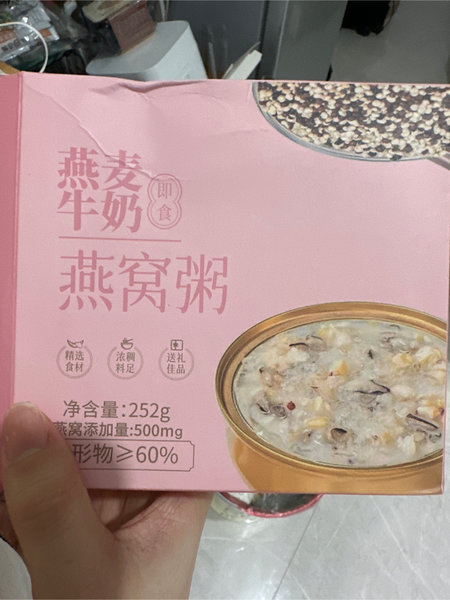 燕麦
牛奶
即食
燕窝粥
精选
食材
浓稠
料足
送礼
佳品
净含量:252g
燕窝添加量:500mg
形物≥60%